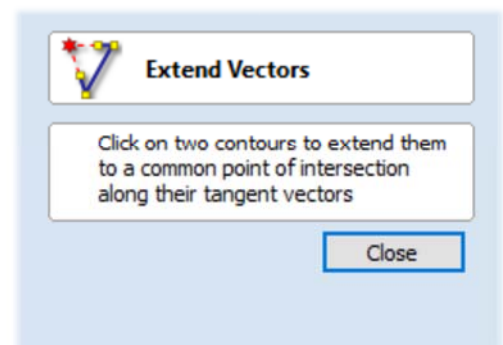 Extend Vectors
Click on two contours to extend them
to a common point of intersection
along their tangent vectors
Close